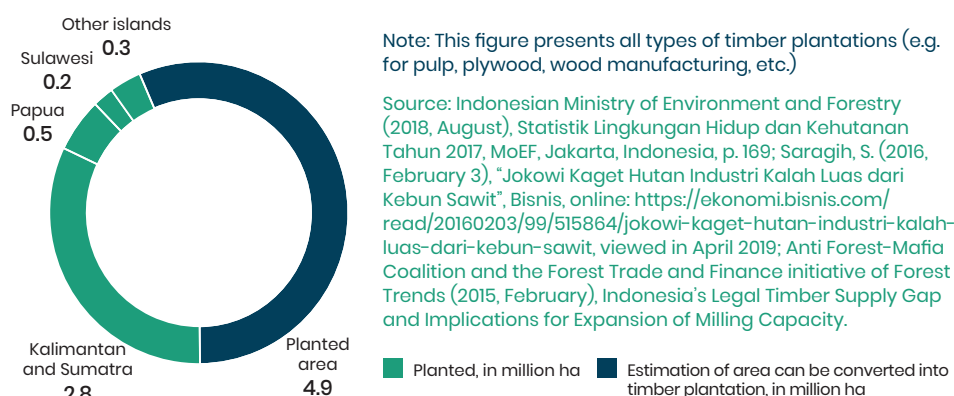 Other islands
0.3
Sulawesi
0.2
Papua
0.5
Kalimantan
and Sumatra
2.8
Planted
area
4.9
Note: This figure presents all types of timber plantations (e.g.
for pulp, plywood, wood manufacturing, etc.)
Source: Indonesian Ministry of Environment and Forestry
(2018, August), Statistik Lingkungan Hidup dan Kehutanan
Tahun 2017, MoEF, Jakarta, Indonesia, p. 169; Saragih, S. (2016,
February 3), “Jokowi Kaget Hutan Industri Kalah Luas dari
Kebun Sawit”, Bisnis, online: https://ekonomi.bisnis.com/
read/20160203/99/515864/jokowi-kaget-hutan-industri-kalah-
luas-dari-kebun-sawit, viewed in April 2019; Anti Forest-Mafia
Coalition and the Forest Trade and Finance initiative of Forest
Trends (2015, February), Indonesia’s Legal Timber Supply Gap
and Implications for Expansion of Milling Capacity.
Planted, in million ha
Estimation of area can be converted into
timber plantation, in million ha